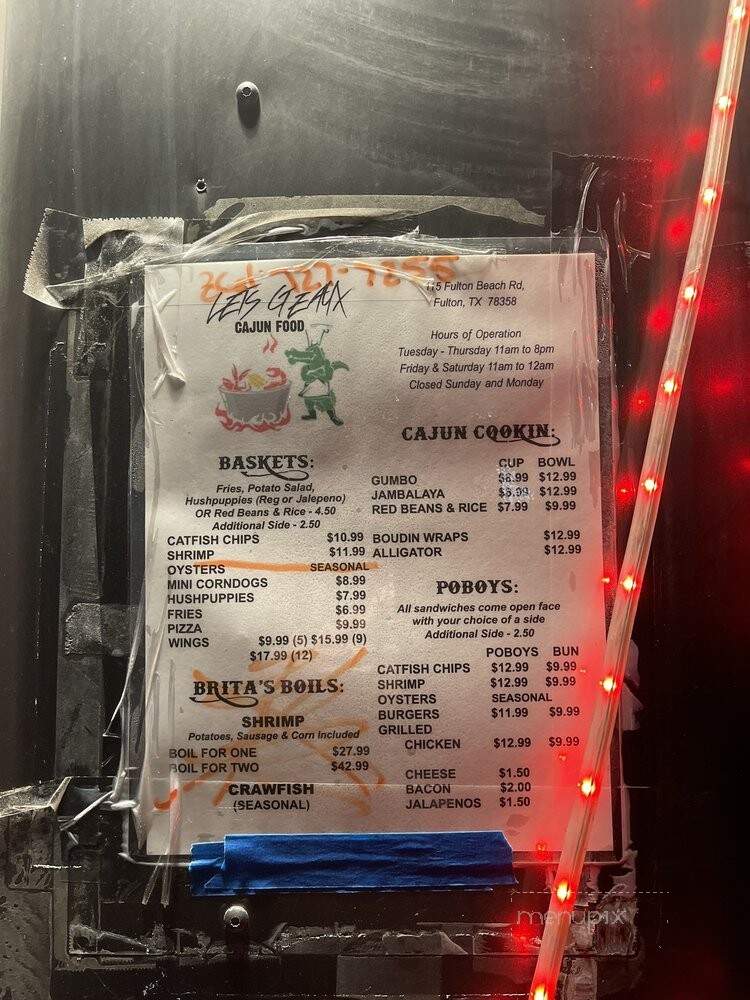 727-7255
LET'S GEAUX
CAJUN FOOD
115 Fulton Beach Rd,
Fulton, TX 78358
Hours of Operation
Tuesday - Thursday 11am to 8pm
Friday & Saturday 11am to 12am
Closed Sunday and Monday
BASKETS:
Fries, Potato Salad,
Hushpuppies (Reg or Jalepeno)
OR Red Beans & Rice - 4.50
Additional Side - 2.50
CATFISH CHIPS $10.99
SHRIMP $11.99
OYSTERS SEASONAL
MINI CORNDOGS $8.99
HUSHPUPPIES $7.99
FRIES $6.99
PIZZA $9.99
WINGS $9.99 (5) $15.99 (9)
$17.99 (12)
BRITA'S BOILS:
SHRIMP
Potatoes, Sausage & Corn included
BOIL FOR ONE $27.99
BOIL FOR TWO $42.99
CRAWFISH
(SEASONAL)
CAJUN COOKIN:
CUP BOWL
GUMBO $8.99 $12.99
JAMBALAYA $12.99
RED BEANS & RICE $7.99 $9.99
BOUDIN WRAPS $12.99
ALLIGATOR $12.99
POBOYS:
All sandwiches come open face
with your choice of a side
Additional Side - 2.50
POBOYS BUN
CATFISH CHIPS $12.99 $9.99
SHRIMP $12.99 $9.99
OYSTERS SEASONAL
BURGERS $11.99 $9.99
GRILLED
CHICKEN $12.99 $9.99
CHEESE $1.50
BACON $2.00
JALAPENOS $1.50
menupix